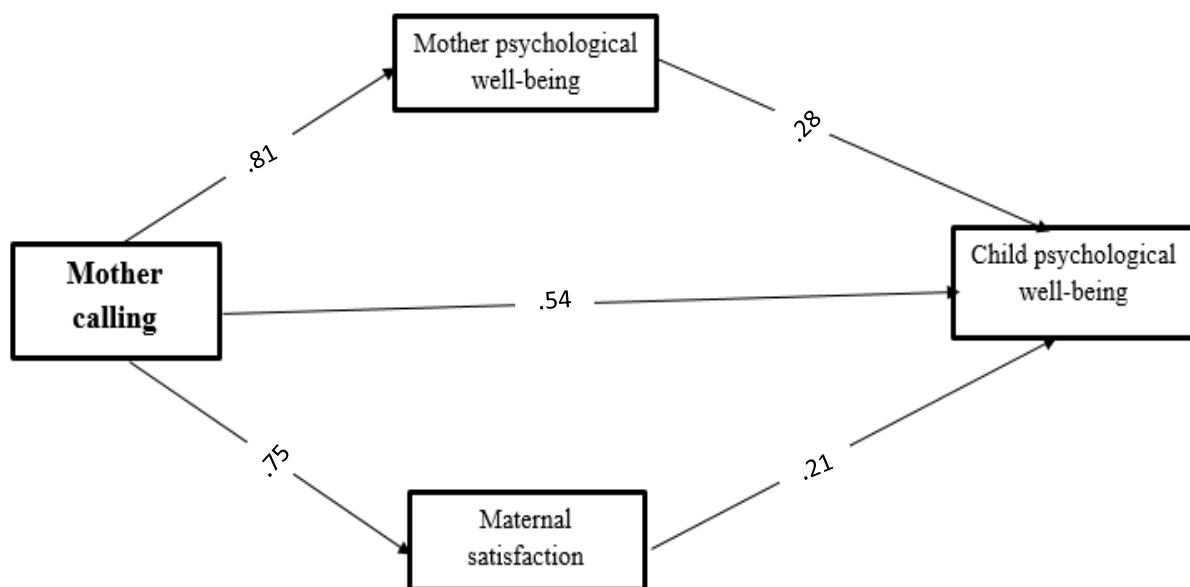 Mother psychological
well-being
.81
.28
Mother
calling
.54
Child psychological
well-being
.75
.21
Maternal
satisfaction